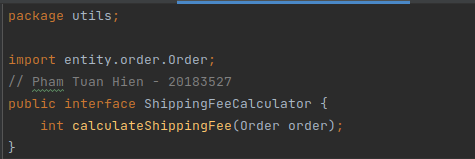 package utils;
import entity.order.Order;
// Pham Tuan Hien - 20183527
public interface ShippingFeeCalculator {
    int calculateShippingFee(Order order);
}